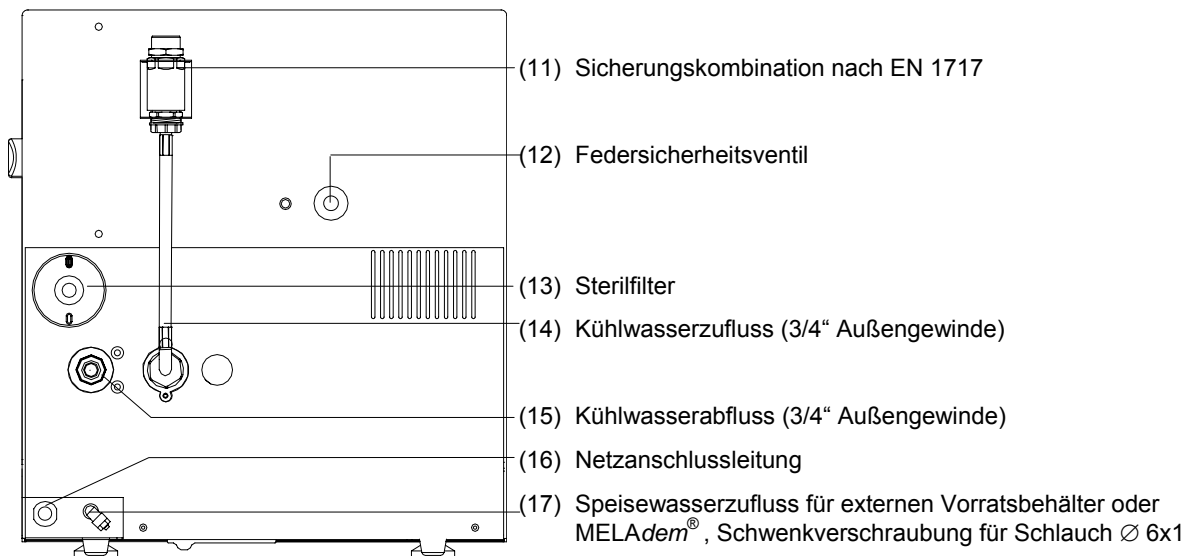 (11) Sicherungskombination nach EN 1717
(12) Federsicherheitsventil
(13) Sterilfilter
(14) Kühlwasserzufluss (3/4“ Außengewinde)
(15) Kühlwasserabfluss (3/4“ Außengewinde)
(16) Netzanschlussleitung
(17) Speisewasserzufluss für externen Vorratsbehälter oder
MELAdem® , Schwenkverschraubung für Schlauch ∅ 6x1